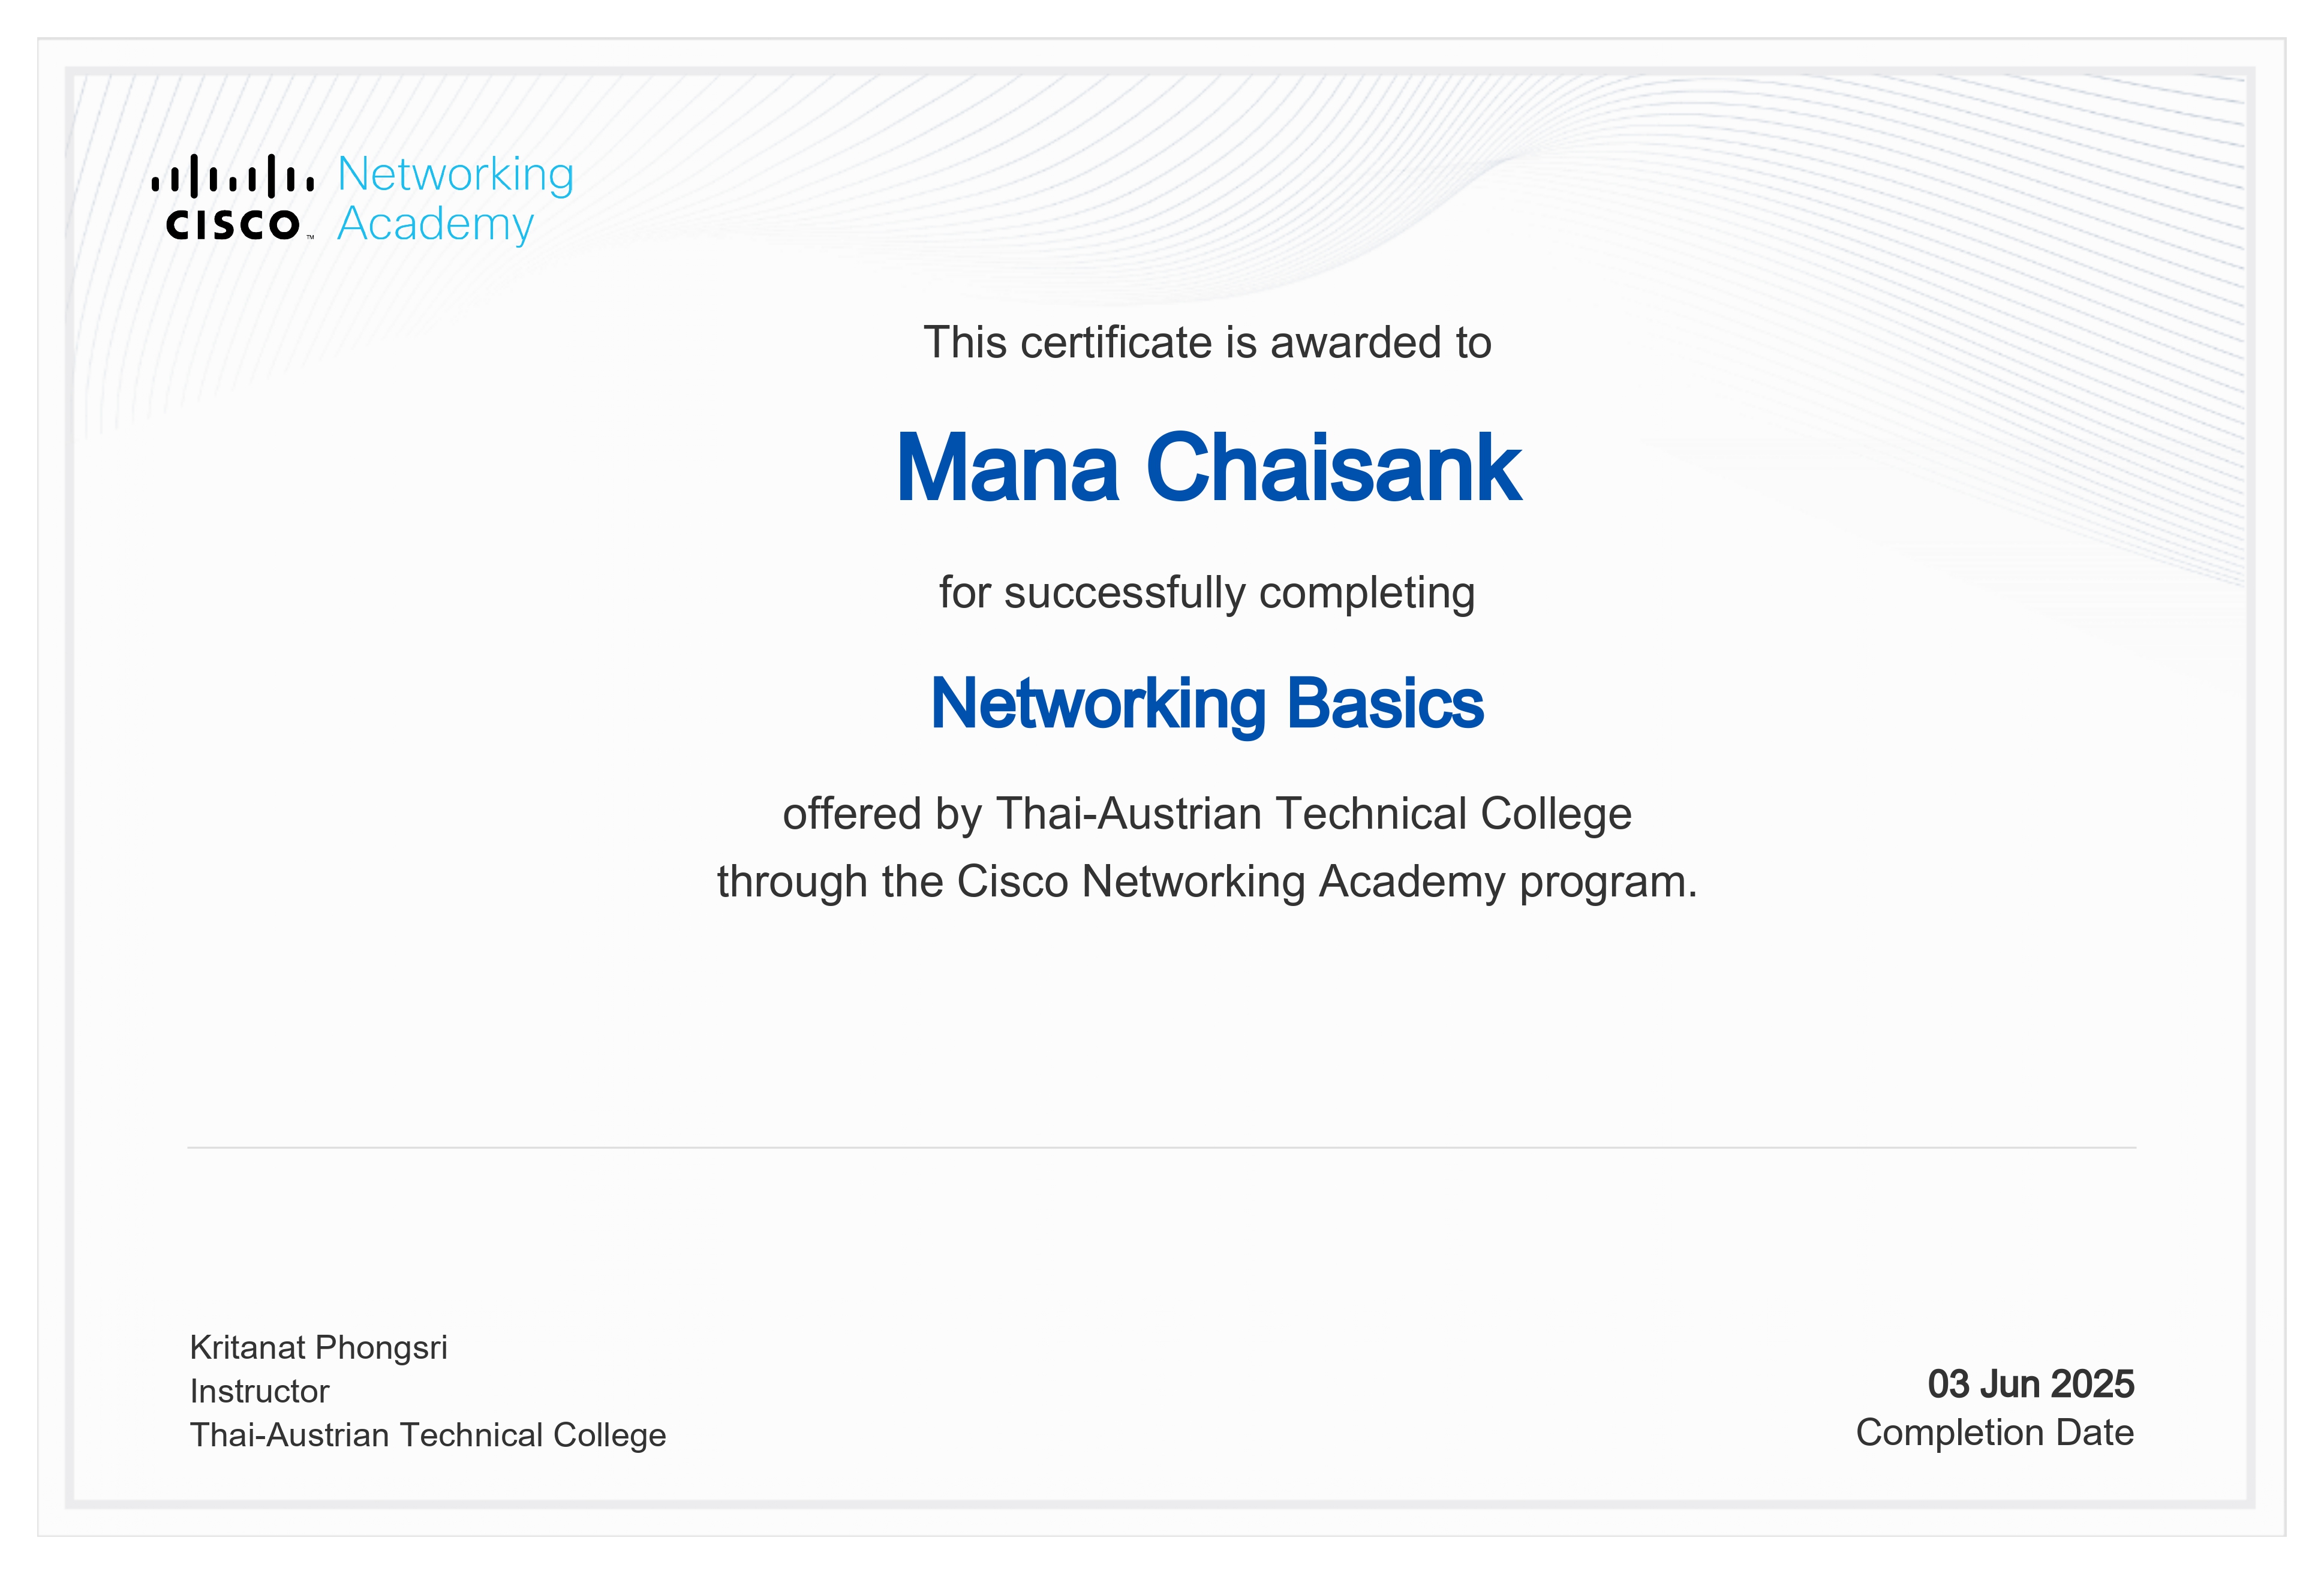 Networking
Academy
CISCO™
This certificate is awarded to
Mana Chaisank
for successfully completing
Networking Basics
offered by Thai-Austrian Technical College
through the Cisco Networking Academy program.
Kritanat Phongsri
Instructor
Thai-Austrian Technical College
03 Jun 2025
Completion Date